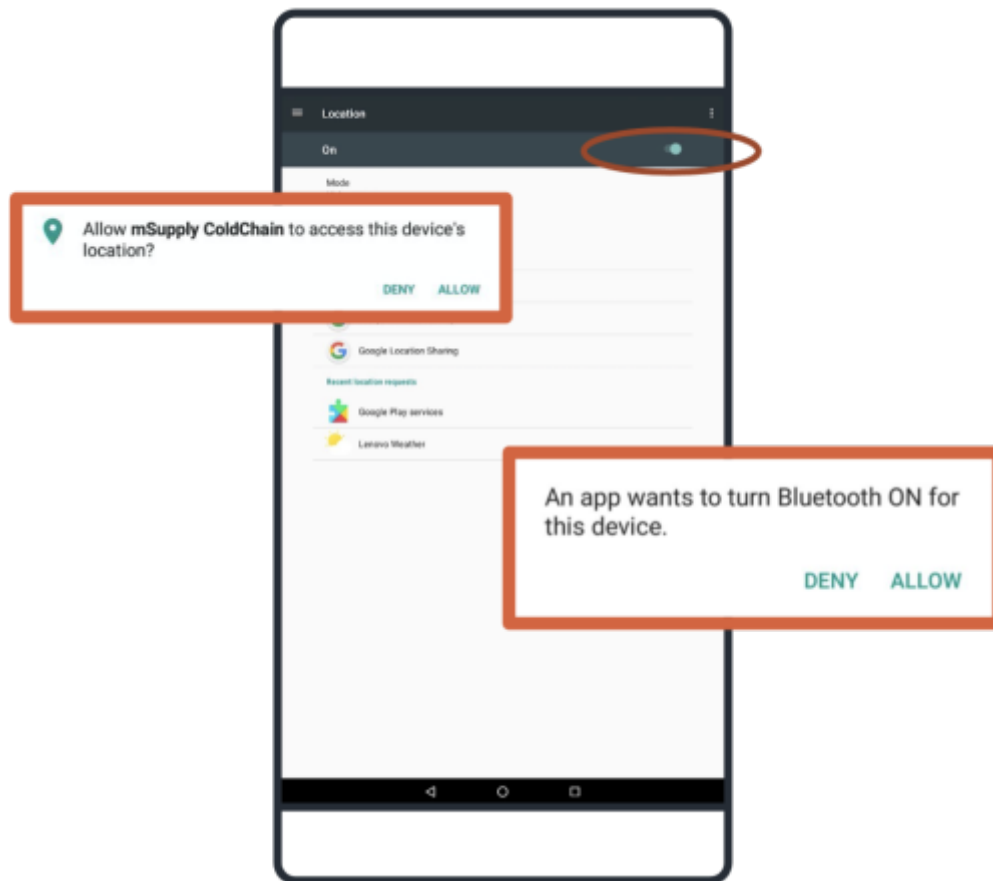 Location
On
Mode
Allow mSupply ColdChain to access this device's
location?
DENY ALLOW
Google Location Sharing
Recent location requests
Google Play services
Lenovo Weather
An app wants to turn Bluetooth ON for
this device.
DENY ALLOW